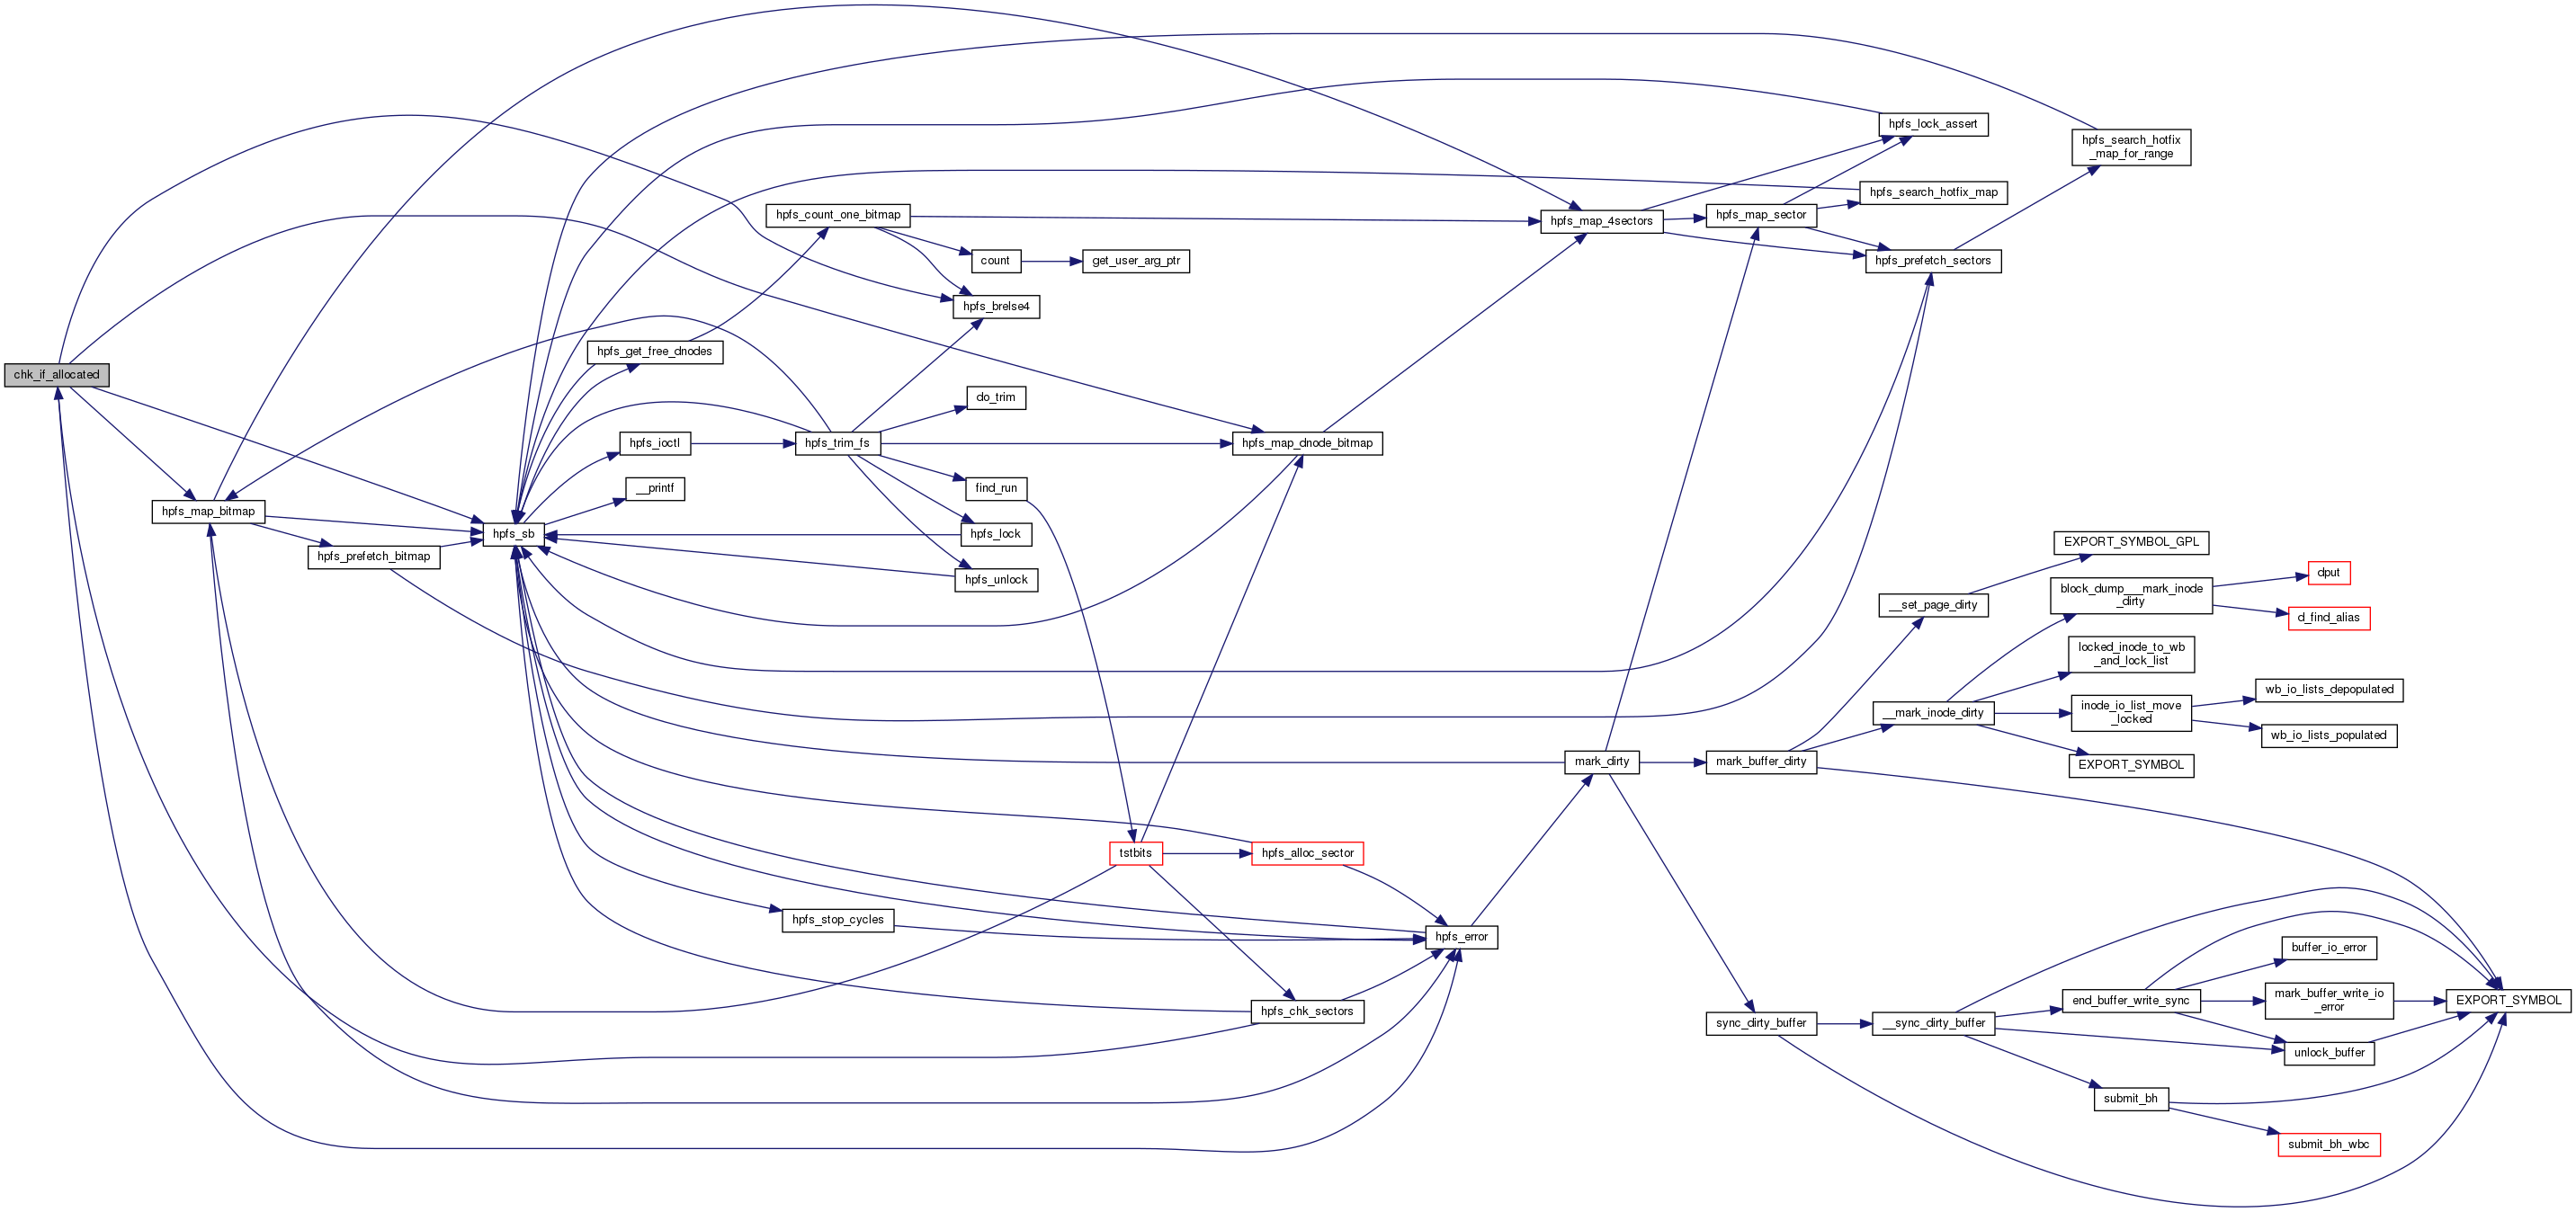 chk_if_allocated
hpfs_map_bitmap
hpfs_prefetch_bitmap
hpfs_sb
hpfs_get_free_dnodes
hpfs_ioctl
__printf
hpfs_count_one_bitmap
hpfs_trim_fs
hpfs_stop_cycles
count
hpfs_brelse4
do_trim
find_run
hpfs_lock
hpfs_unlock
get_user_arg_ptr
tstbits
hpfs_map_dnode_bitmap
hpfs_alloc_sector
hpfs_chk_sectors
hpfs_error
hpfs_map_4sectors
mark_dirty
hpfs_map_sector
mark_buffer_dirty
sync_dirty_buffer
hpfs_lock_assert
hpfs_search_hotfix_map
hpfs_prefetch_sectors
__set_page_dirty
__mark_inode_dirty
__sync_dirty_buffer
hpfs_search_hotfix
_map_for_range
EXPORT_SYMBOL_GPL
block_dump___mark_inode
_dirty
locked_inode_to_wb
_and_lock_list
inode_io_list_move
_locked
EXPORT_SYMBOL
end_buffer_write_sync
submit_bh
dput
d_find_alias
wb_io_lists_depopulated
wb_io_lists_populated
buffer_io_error
mark_buffer_write_io
_error
unlock_buffer
submit_bh_wbc
EXPORT_SYMBOL